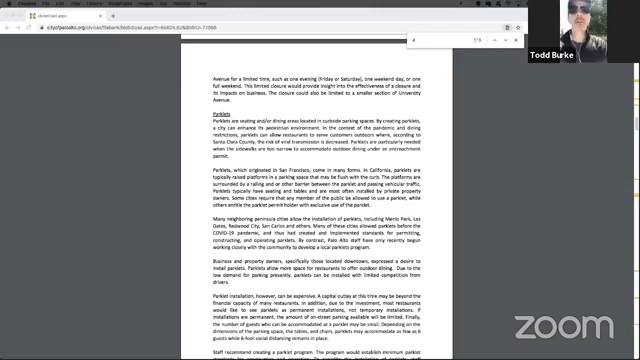 Avenue for a limited time, such as one evening (Friday or Saturday), one weekend day, or one
full weekend. This limited closure would provide insight into the effectiveness of a closure and
its impacts on business. The closure could also be limited to a smaller section of University
Avenue.
Parklets
Parklets are seating and/or dining areas located in curbside parking spaces. By creating parklets,
a city can enhance its pedestrian environment. In the context of the pandemic and dining
restrictions, parklets can allow restaurants to serve customers outdoors where, according to
Santa Clara County, the risk of viral transmission is decreased. Parklets are particularly needed
when the sidewalks are too narrow to accommodate outdoor dining under an encroachment
permit.
Parklets, which originated in San Francisco, come in many forms. In California, parklets are
typically raised platforms in a parking space that may be flush with the curb. The platforms are
surrounded by a railing and/or other barrier between the parklet and passing vehicular traffic.
Parklets typically have seating and tables and are most often installed by private property
owners. Some cities require that any member of the public be allowed to use a parklet, while
others entitle the parklet permit holder with exclusive use of the parklet.
Many neighboring peninsula cities allow the installation of parklets, including Menlo Park, Los
Gatos, Redwood City, San Carlos and others. Many of these cities allowed parklets before the
COVID-19 pandemic, and thus had created and implemented standards for permitting,
constructing, and operating parklets. By contrast, Palo Alto staff have only recently begun
working closely with the community to develop a local parklets program.
Business and property owners, specifically those located downtown, expressed a desire to
install parklets. Parklets allow more space for restaurants to offer outdoor dining. Due to the
low demand for parking presently, parklets can be installed with limited competition from
drivers.
Parklet installation, however, can be expensive. A capital outlay at this time may be beyond the
financial capacity of many restaurants. In addition, due to the investment, most restaurants
would like to see parklets as permanent installations, not temporary installations. If
installations are permanent, the amount of on-street parking available will be limited. Finally,
the number of guests who can be accommodated at a parklet may be small. Depending on the
dimensions of the parking space, the tables, and chairs, parklets may accommodate as few as 6
guests while 6-foot social distancing remains in place.
Staff recommend creating a parklet program. The program would establish minimum parklet
4
Todd Burke
zoom